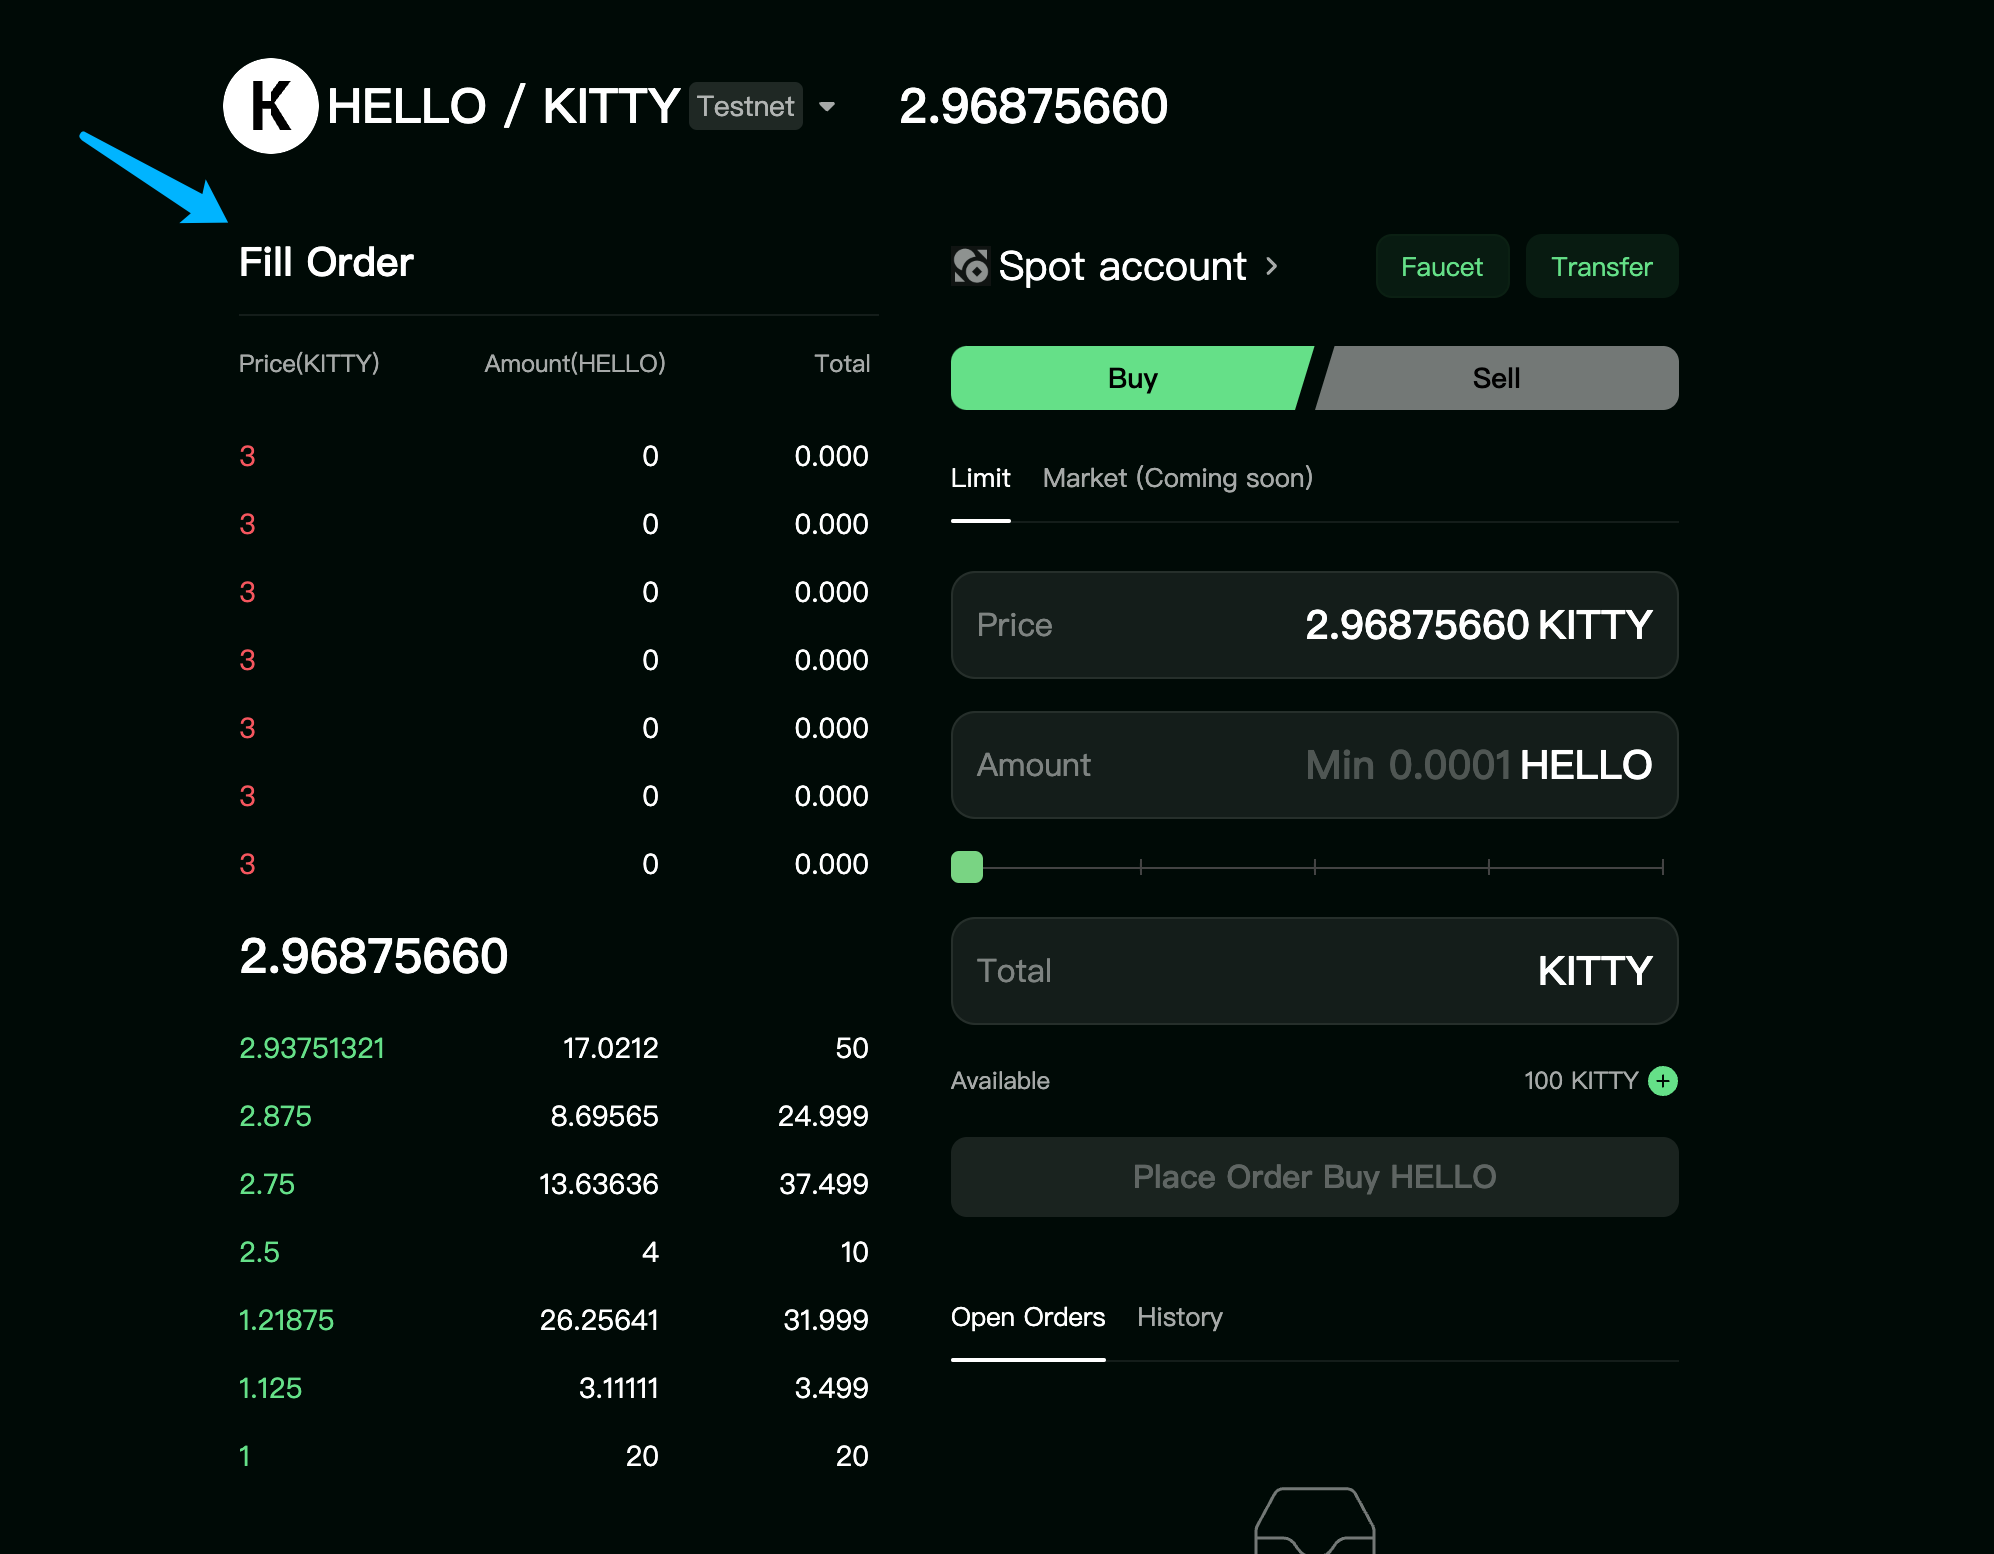 K HELLO / KITTY Testnet 2.96875660
Fill Order
Price(KITTY) Amount(HELLO) Total
3 0 0.000
3 0 0.000
3 0 0.000
3 0 0.000
3 0 0.000
3 0 0.000
3 0 0.000
2.96875660
2.93751321 17.0212 50
2.875 8.69565 24.999
2.75 13.63636 37.499
2.5 4 10
1.21875 26.25641 31.999
1.125 3.11111 3.499
1 20 20
Spot account Faucet Transfer
Buy Sell
Limit Market (Coming soon)
Price 2.96875660 KITTY
Amount Min 0.0001 HELLO
Total KITTY
Available 100 KITTY
Place Order Buy HELLO
Open Orders History